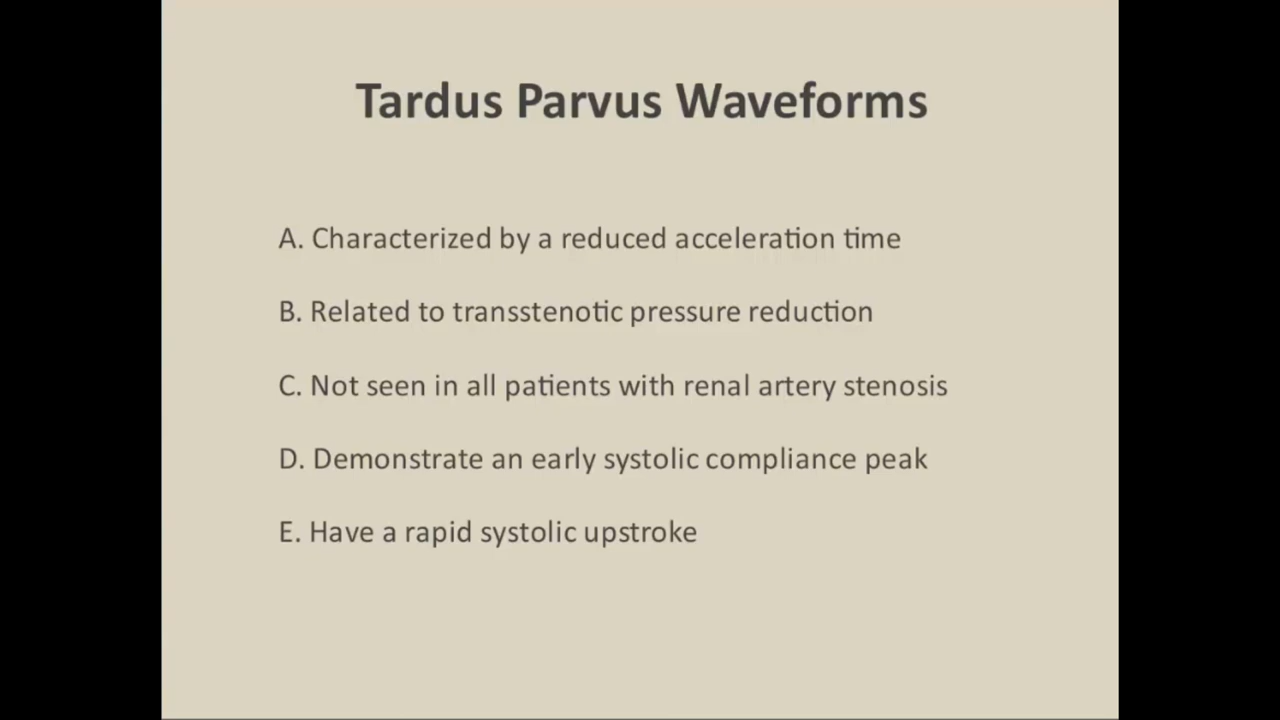 Tardus Parvus Waveforms
A. Characterized by a reduced acceleration time
B. Related to transstenotic pressure reduction
C. Not seen in all patients with renal artery stenosis
D. Demonstrate an early systolic compliance peak
E. Have a rapid systolic upstroke